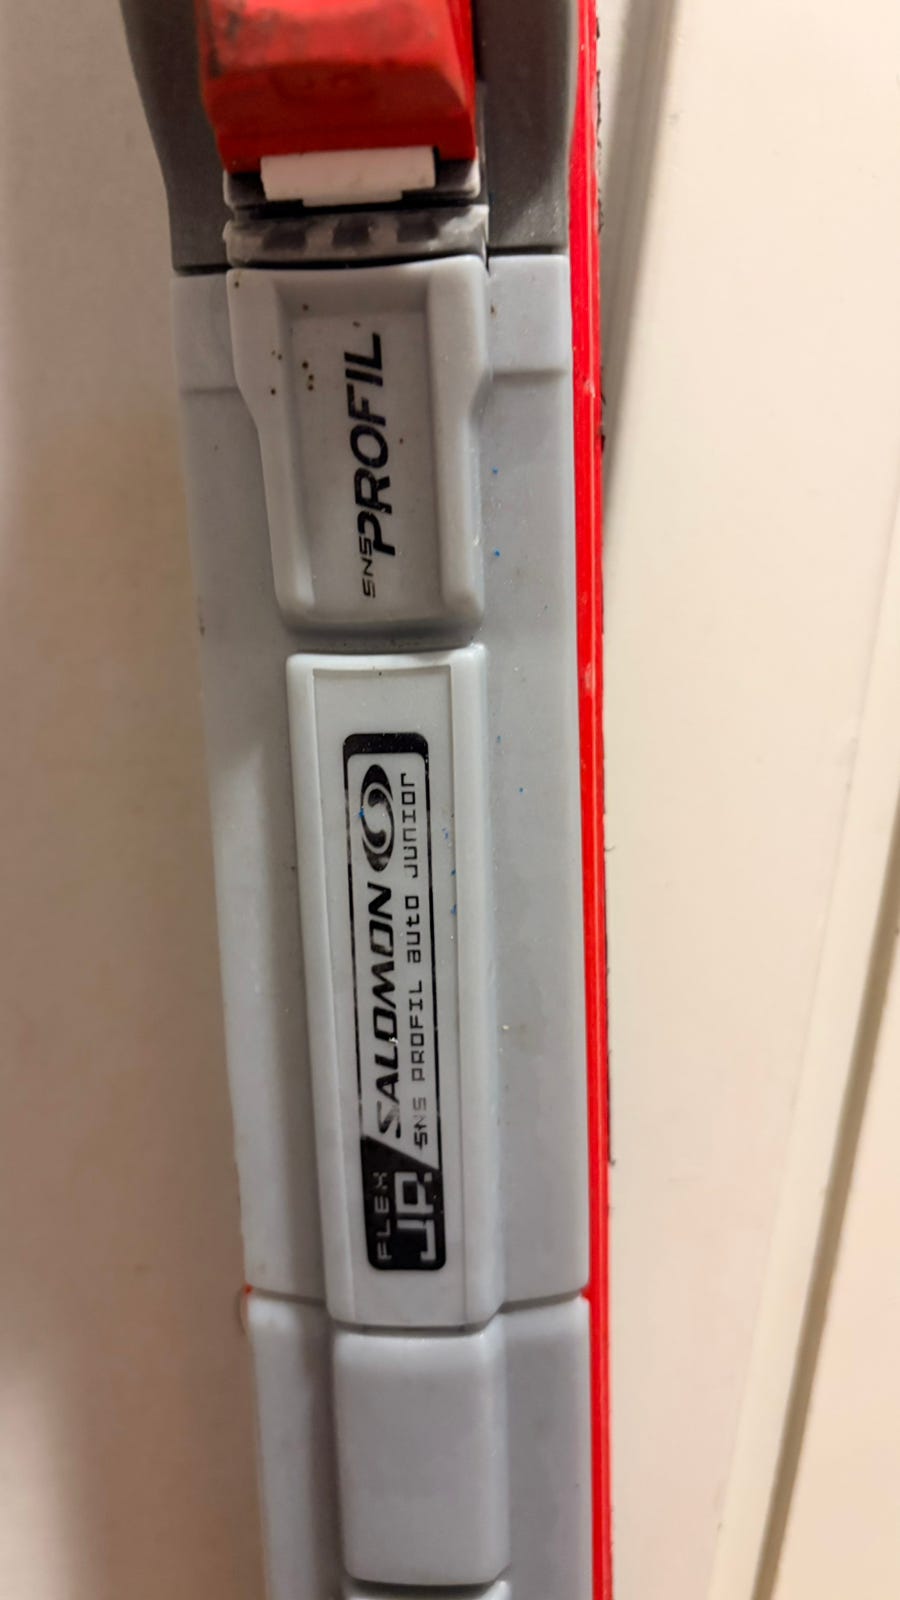 SNS PROFIL
FLEX
JR.
SALOMON
SNS PROFIL auto JUNIOR